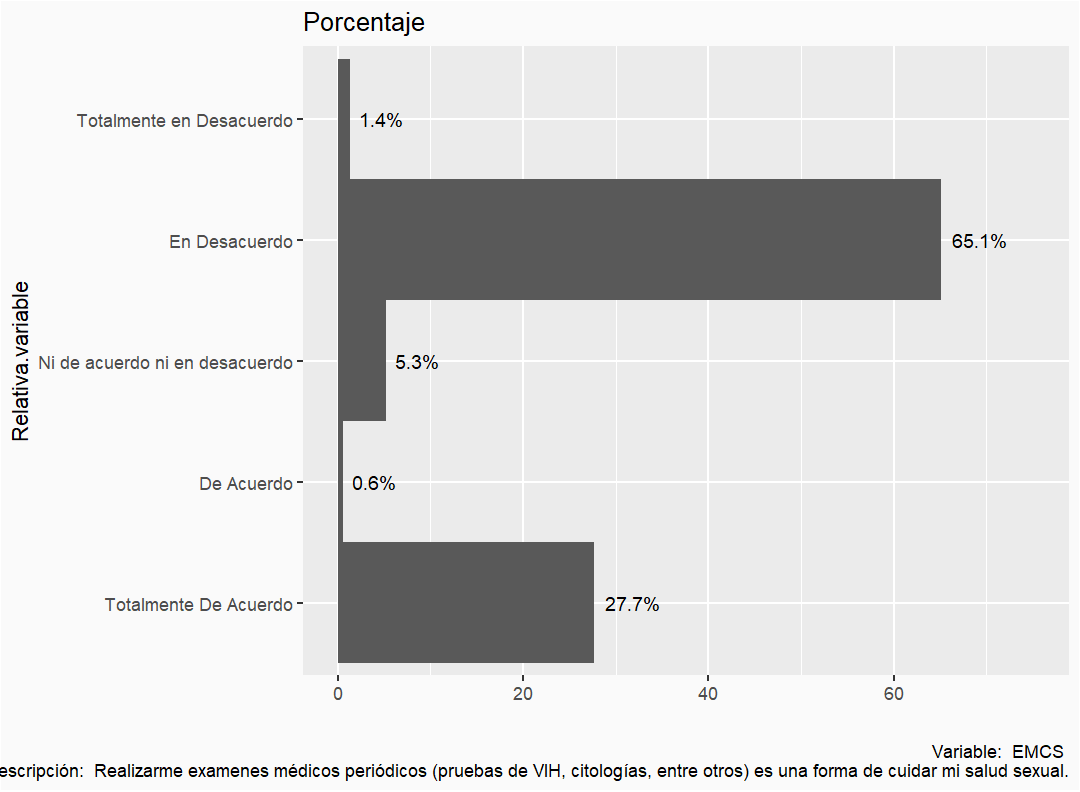 Porcentaje
Totalmente en Desacuerdo
1.4%
En Desacuerdo
65.1%
Relativa.variable
Ni de acuerdo ni en desacuerdo
5.3%
De Acuerdo
0.6%
Totalmente De Acuerdo
27.7%
0 20 40 60
Variable: EMCS
escripción: Realizarme examenes médicos periódicos (pruebas de VIH, citologías, entre otros) es una forma de cuidar mi salud sexual.